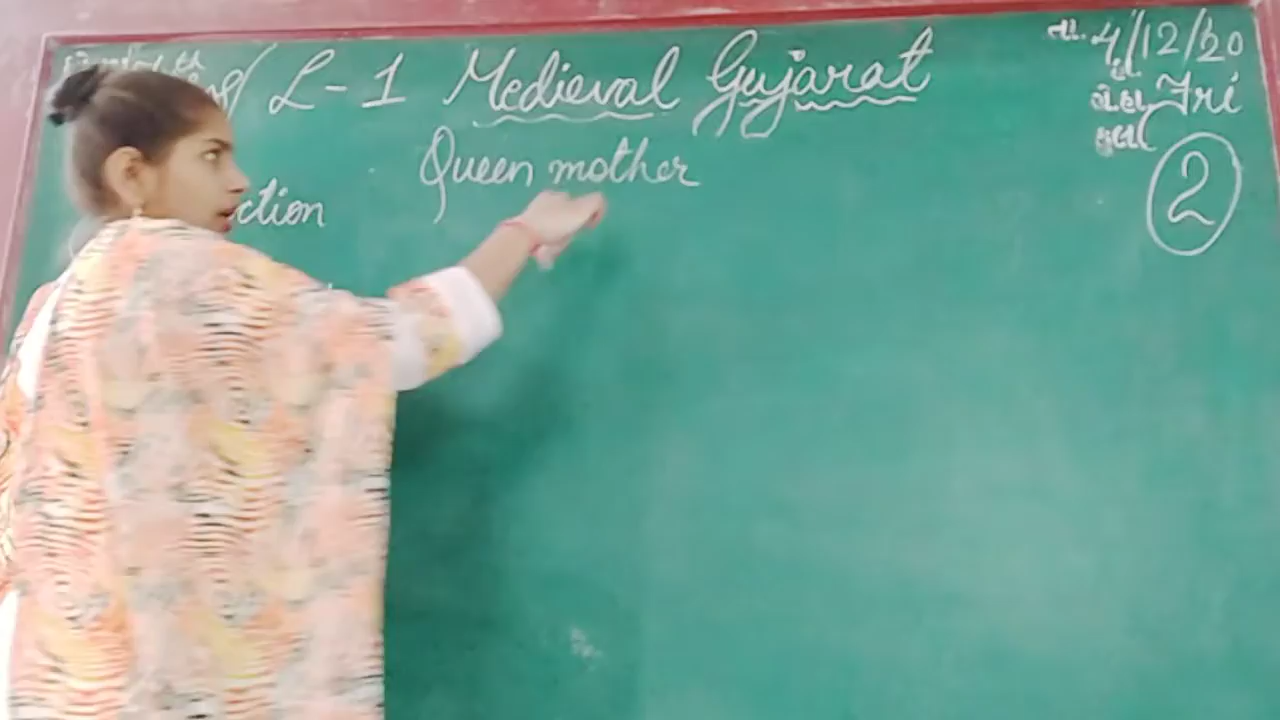 L-1 Medieval Gujarat
તા. 4/12/20
Fri
Queen mother
ction
2